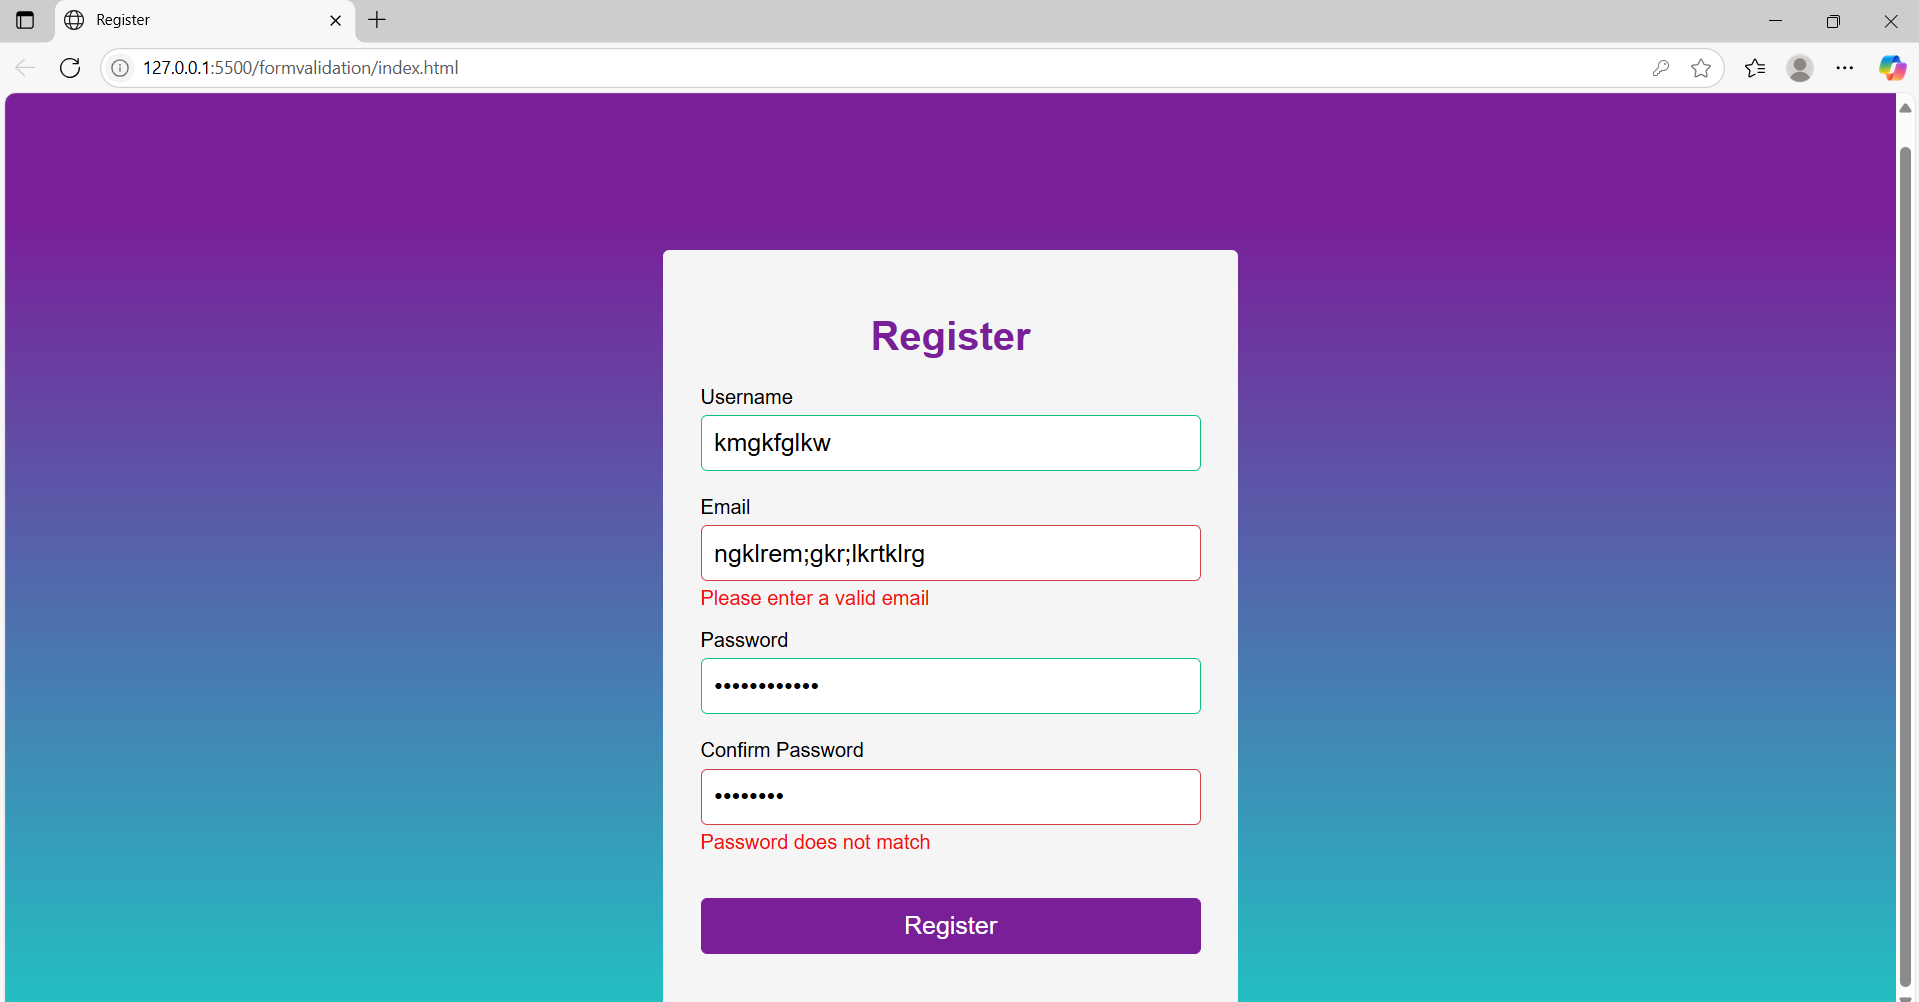 Register
127.0.0.1:5500/formvalidation/index.html
Register
Username
kmgkfglkw
Email
ngklrem;gkr;lkrtklrg
Please enter a valid email
Password
••••••••••••
Confirm Password
••••••••
Password does not match
Register